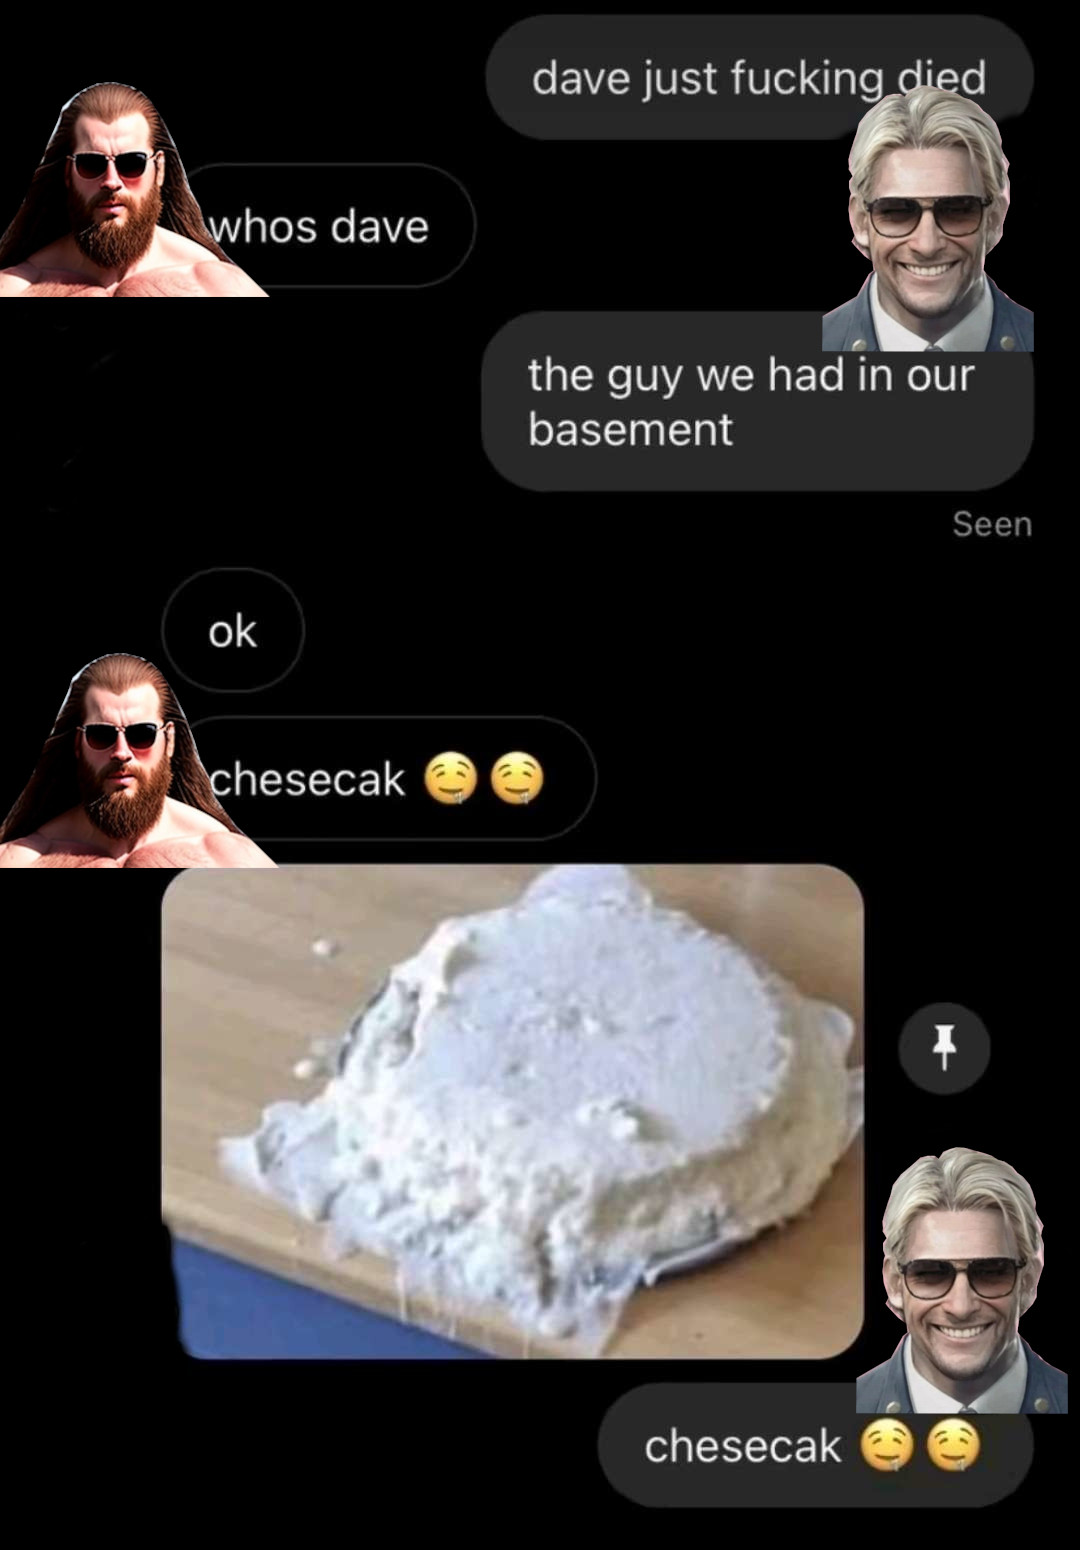 dave just fucking died
whos dave
the guy we had in our
basement
Seen
ok
chesecak 🤤🤤
chesecak 🤤🤤